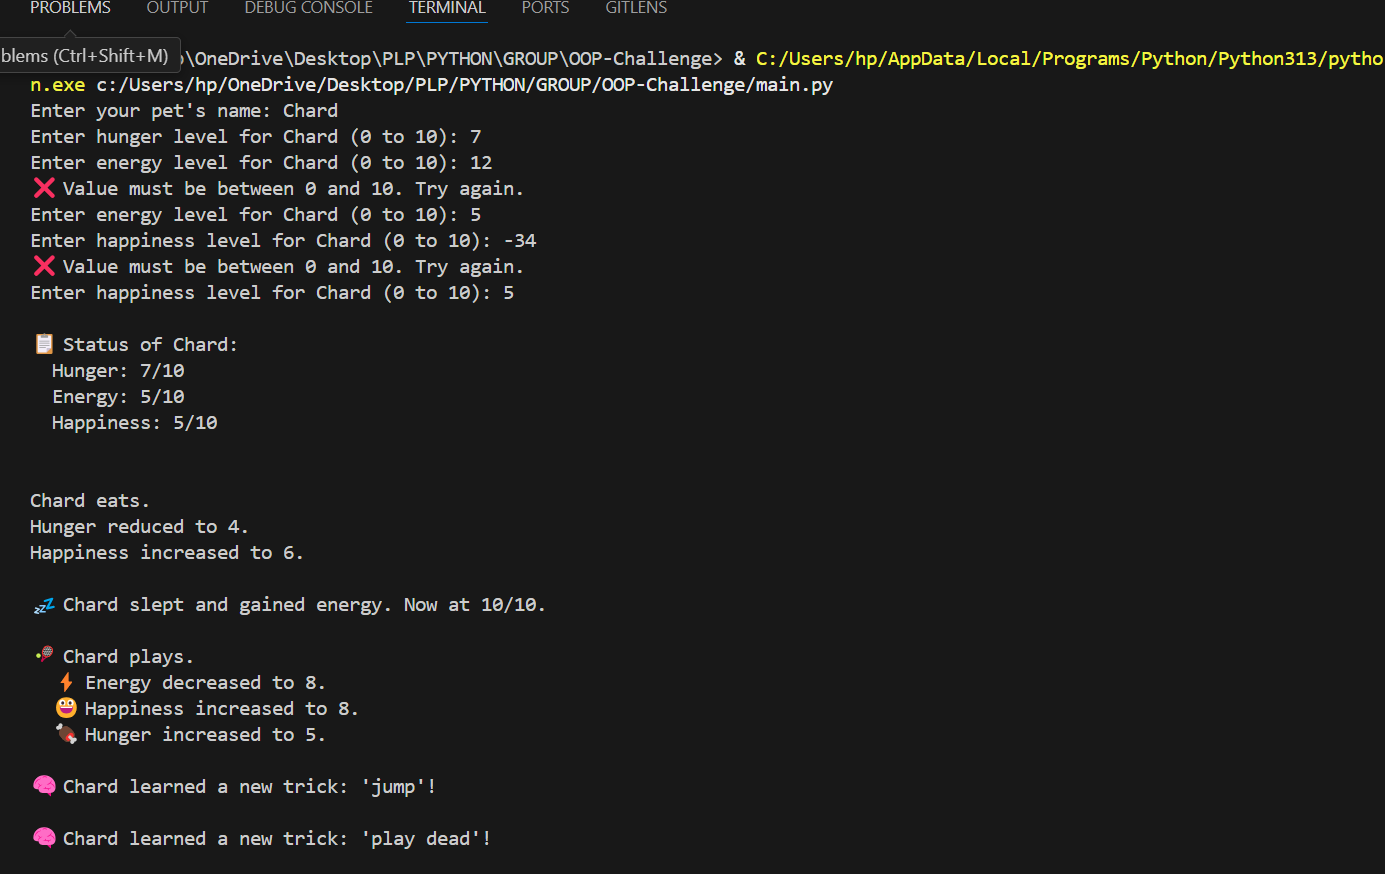 PROBLEMS OUTPUT DEBUG CONSOLE TERMINAL PORTS GITLENS
blems (Ctrl+Shift+M)
\OneDrive\Desktop\PLP\PYTHON\GROUP\OOP-Challenge> & C:/Users/hp/AppData/Local/Programs/Python/Python313/pytho
n.exe c:/Users/hp/OneDrive/Desktop/PLP/PYTHON/GROUP/OOP-Challenge/main.py
Enter your pet's name: Chard
Enter hunger level for Chard (0 to 10): 7
Enter energy level for Chard (0 to 10): 12
❌ Value must be between 0 and 10. Try again.
Enter energy level for Chard (0 to 10): 5
Enter happiness level for Chard (0 to 10): -34
❌ Value must be between 0 and 10. Try again.
Enter happiness level for Chard (0 to 10): 5
📋 Status of Chard:
Hunger: 7/10
Energy: 5/10
Happiness: 5/10
Chard eats.
Hunger reduced to 4.
Happiness increased to 6.
💤 Chard slept and gained energy. Now at 10/10.
🎾 Chard plays.
⚡ Energy decreased to 8.
😃 Happiness increased to 8.
🍖 Hunger increased to 5.
🧠 Chard learned a new trick: 'jump'!
🧠 Chard learned a new trick: 'play dead'!